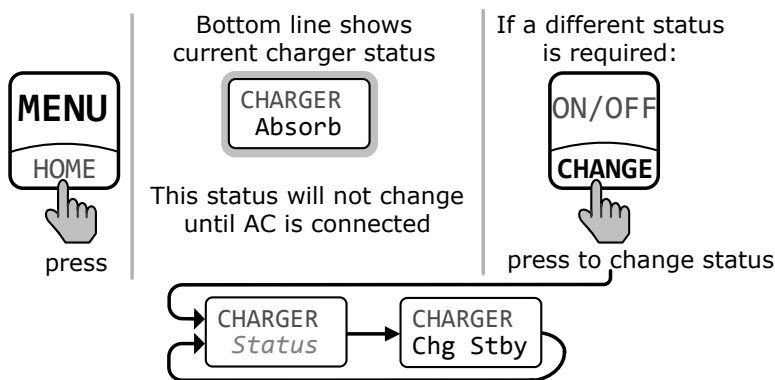 MENU
HOME
press
Bottom line shows
current charger status
CHARGER
Absorb
This status will not change
until AC is connected
If a different status
is required:
ON/OFF
CHANGE
press to change status
CHARGER
Status
CHARGER
Chg Stby